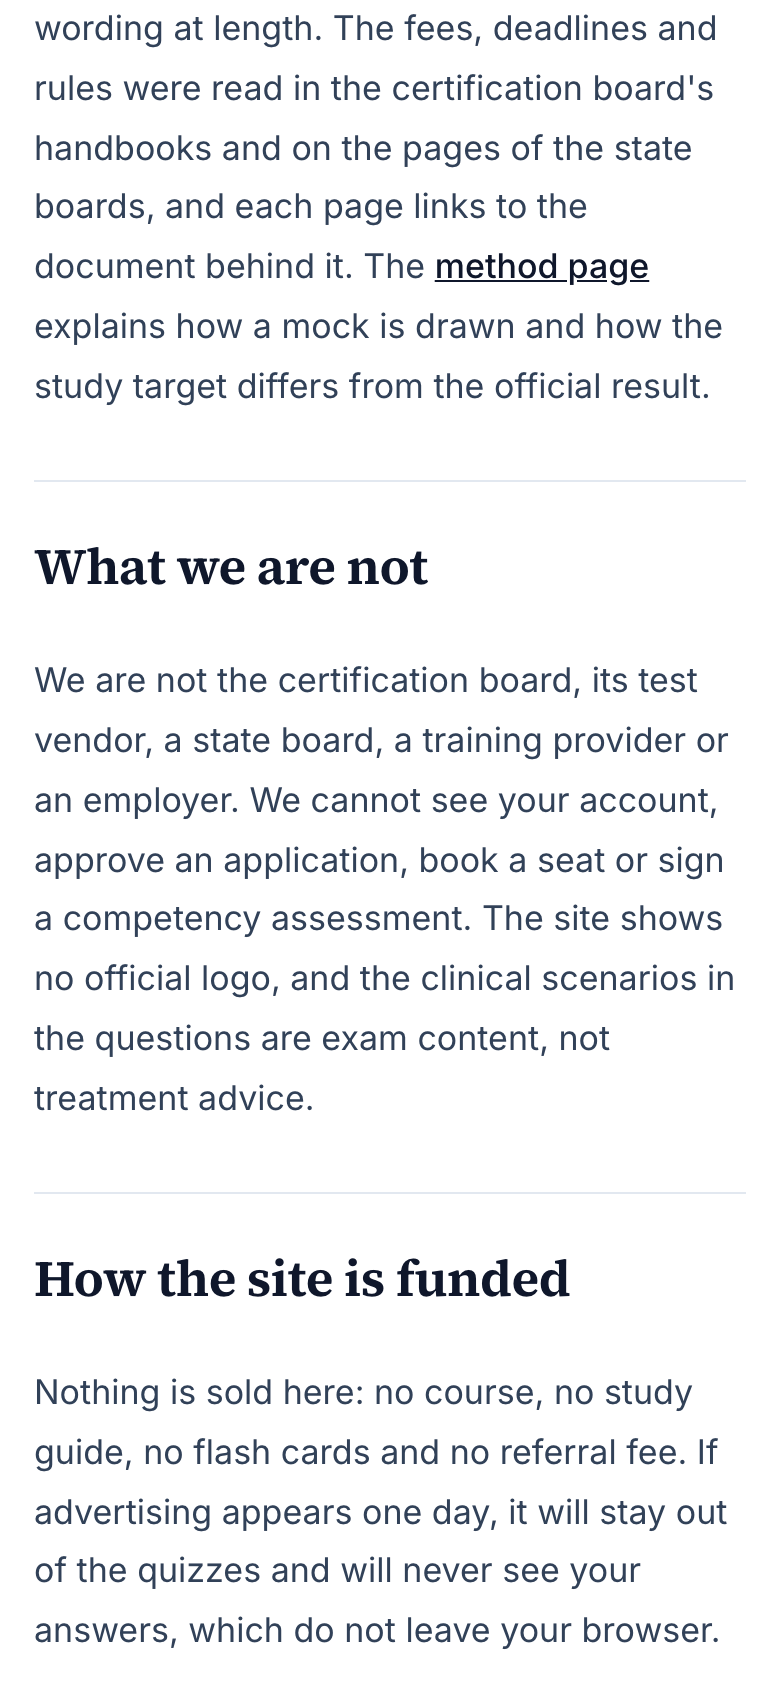 wording at length. The fees, deadlines and
rules were read in the certification board's
handbooks and on the pages of the state
boards, and each page links to the
document behind it. The method page
explains how a mock is drawn and how the
study target differs from the official result.
What we are not
We are not the certification board, its test
vendor, a state board, a training provider or
an employer. We cannot see your account,
approve an application, book a seat or sign
a competency assessment. The site shows
no official logo, and the clinical scenarios in
the questions are exam content, not
treatment advice.
How the site is funded
Nothing is sold here: no course, no study
guide, no flash cards and no referral fee. If
advertising appears one day, it will stay out
of the quizzes and will never see your
answers, which do not leave your browser.